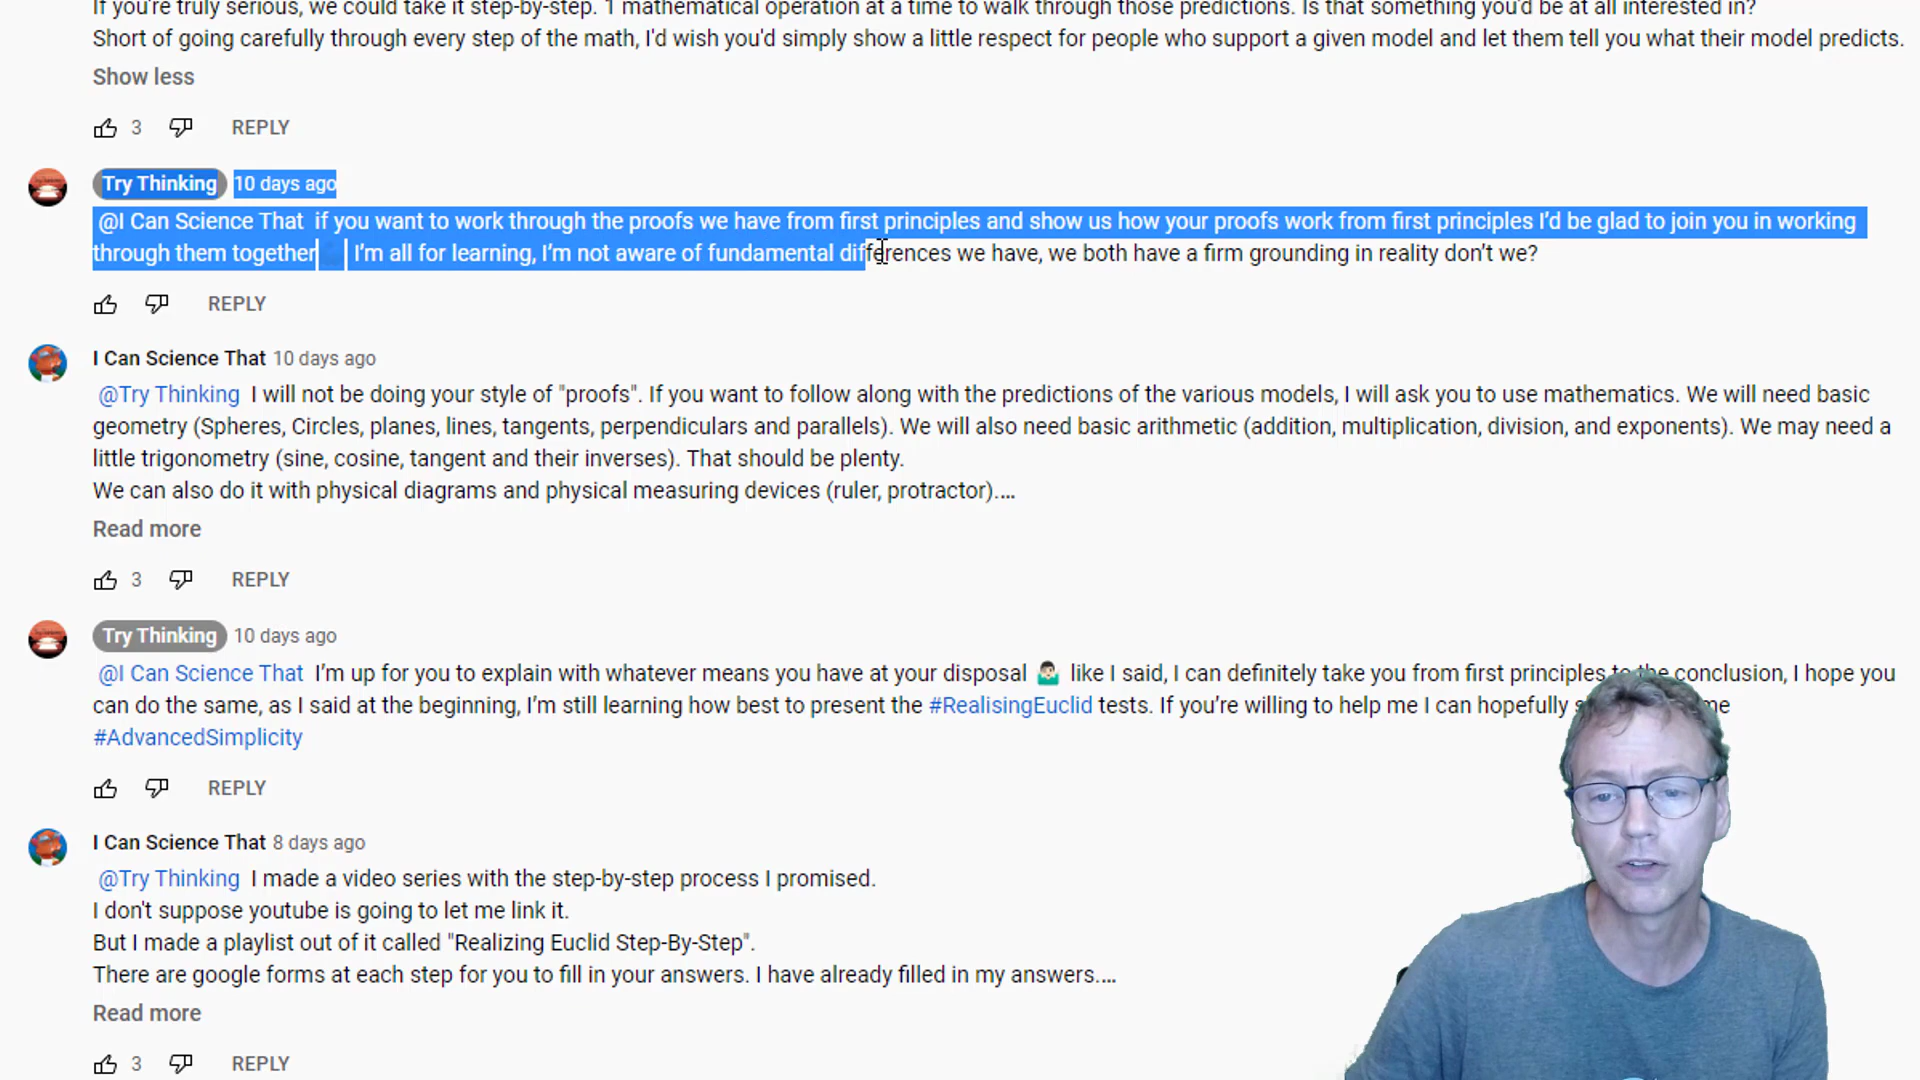 If you're truly serious, we could take it step-by-step. 1 mathematical operation at a time to walk through those predictions. Is that something you'd be at all interested in?
Short of going carefully through every step of the math, I'd wish you'd simply show a little respect for people who support a given model and let them tell you what their model predicts.
Show less
3 REPLY
Try Thinking 10 days ago
@I Can Science That if you want to work through the proofs we have from first principles and show us how your proofs work from first principles I’d be glad to join you in working
through them together I’m all for learning, I’m not aware of fundamental differences we have, we both have a firm grounding in reality don’t we?
REPLY
I Can Science That 10 days ago
@Try Thinking I will not be doing your style of "proofs". If you want to follow along with the predictions of the various models, I will ask you to use mathematics. We will need basic
geometry (Spheres, Circles, planes, lines, tangents, perpendiculars and parallels). We will also need basic arithmetic (addition, multiplication, division, and exponents). We may need a
little trigonometry (sine, cosine, tangent and their inverses). That should be plenty.
We can also do it with physical diagrams and physical measuring devices (ruler, protractor)....
Read more
3 REPLY
Try Thinking 10 days ago
@I Can Science That I’m up for you to explain with whatever means you have at your disposal 🤷🏻‍♂️ like I said, I can definitely take you from first principles to the conclusion, I hope you
can do the same, as I said at the beginning, I’m still learning how best to present the #RealisingEuclid tests. If you’re willing to help me I can hopefully
#AdvancedSimplicity
REPLY
I Can Science That 8 days ago
@Try Thinking I made a video series with the step-by-step process I promised.
I don't suppose youtube is going to let me link it.
But I made a playlist out of it called "Realizing Euclid Step-By-Step".
There are google forms at each step for you to fill in your answers. I have already filled in my answers....
Read more
3 REPLY